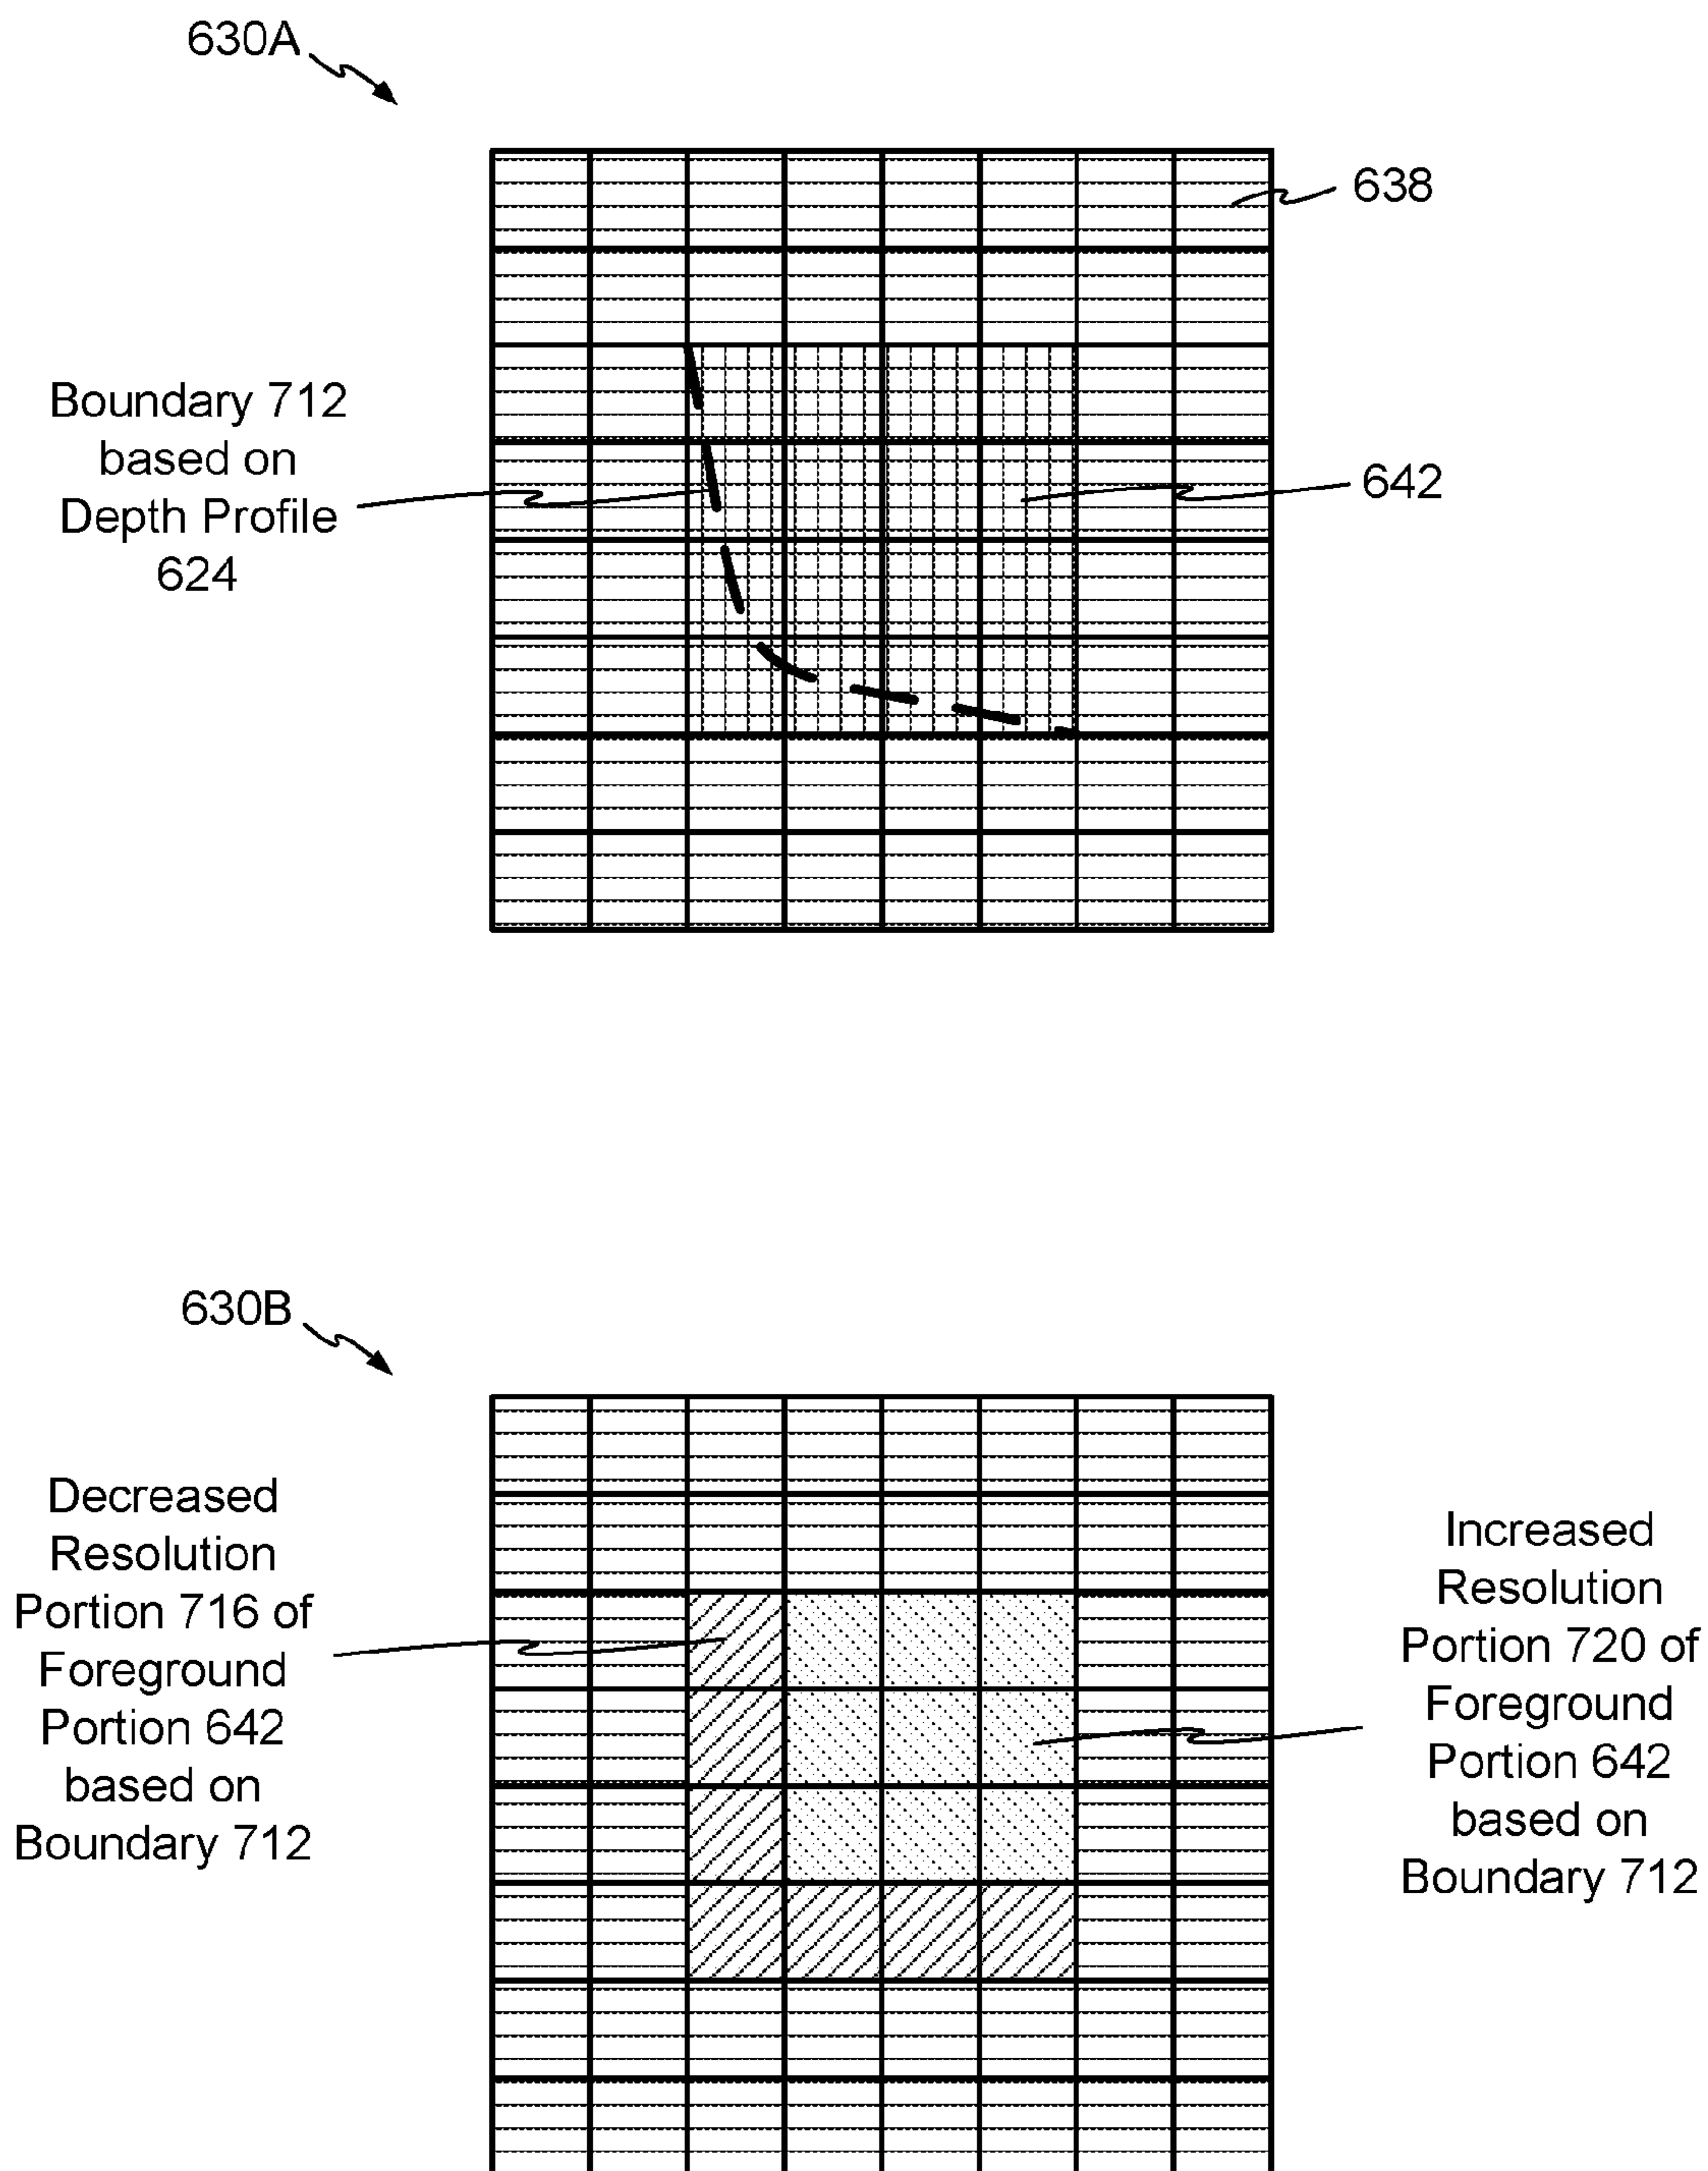 630A
638
Boundary 712
based on
Depth Profile
624
642
630B
Decreased
Resolution
Portion 716 of
Foreground
Portion 642
based on
Boundary 712
Increased
Resolution
Portion 720 of
Foreground
Portion 642
based on
Boundary 712